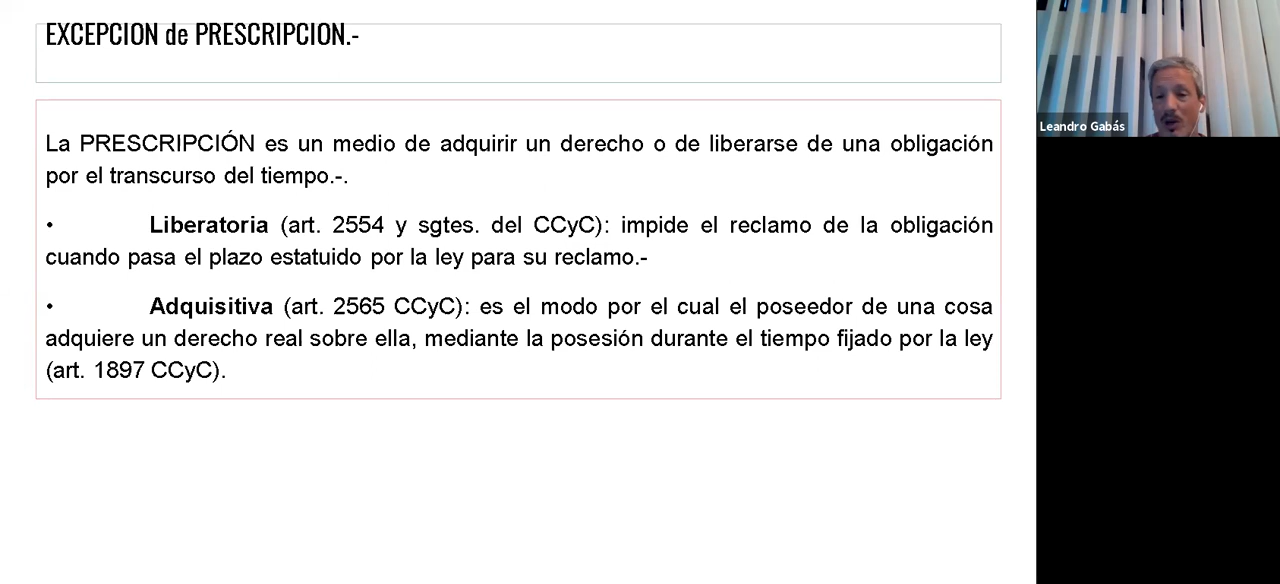 EXCEPCION de PRESCRIPCION.-
Leandro Gabás
La PRESCRIPCIÓN es un medio de adquirir un derecho o de liberarse de una obligación
por el transcurso del tiempo.-.
• Liberatoria (art. 2554 y sgtes. del CCyC): impide el reclamo de la obligación
cuando pasa el plazo estatuido por la ley para su reclamo.-
• Adquisitiva (art. 2565 CCyC): es el modo por el cual el poseedor de una cosa
adquiere un derecho real sobre ella, mediante la posesión durante el tiempo fijado por la ley
(art. 1897 CCyC).